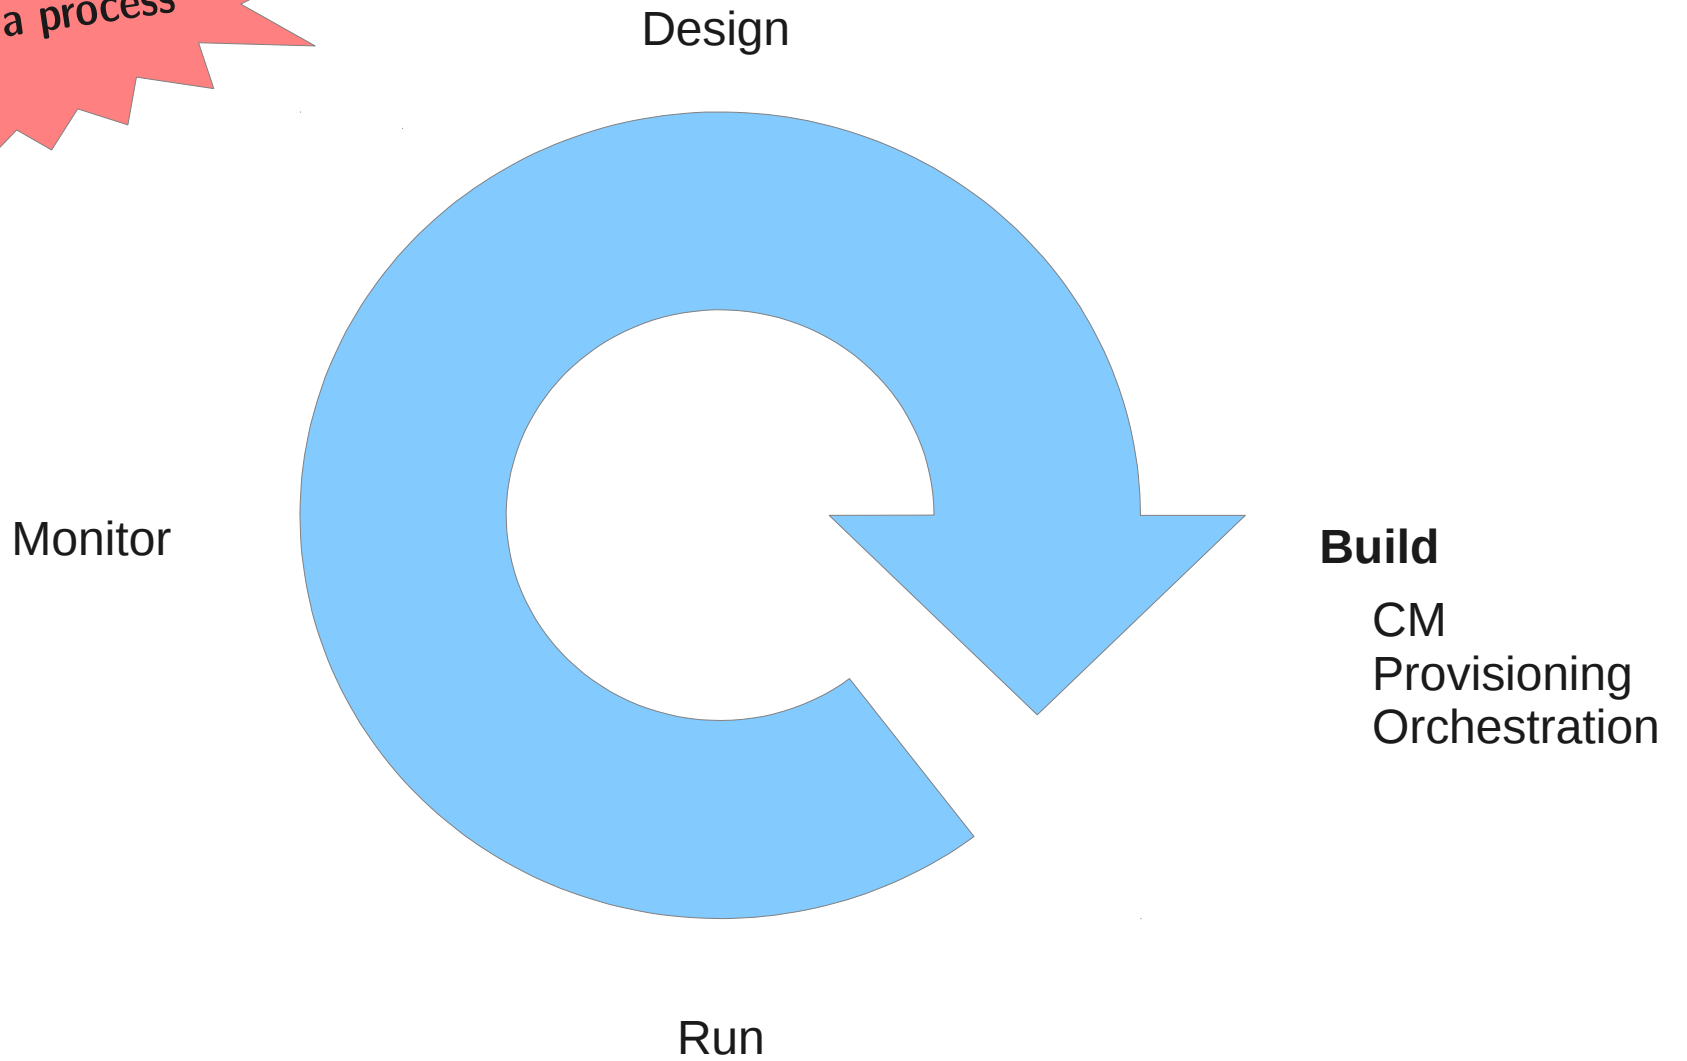 a process
Design
Monitor
Build
CM
Provisioning
Orchestration
Run